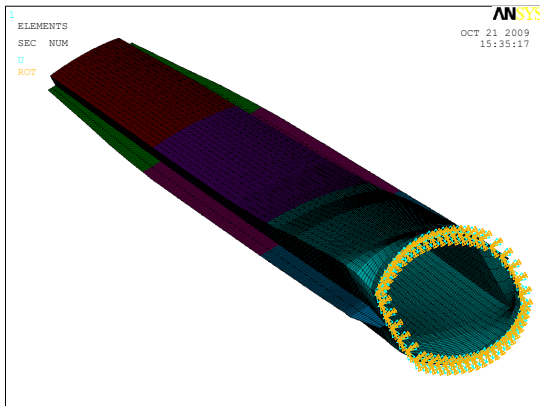 1
ELEMENTS
SEC NUM
U
ROT
ANSYS
OCT 21 2009
15:35:17